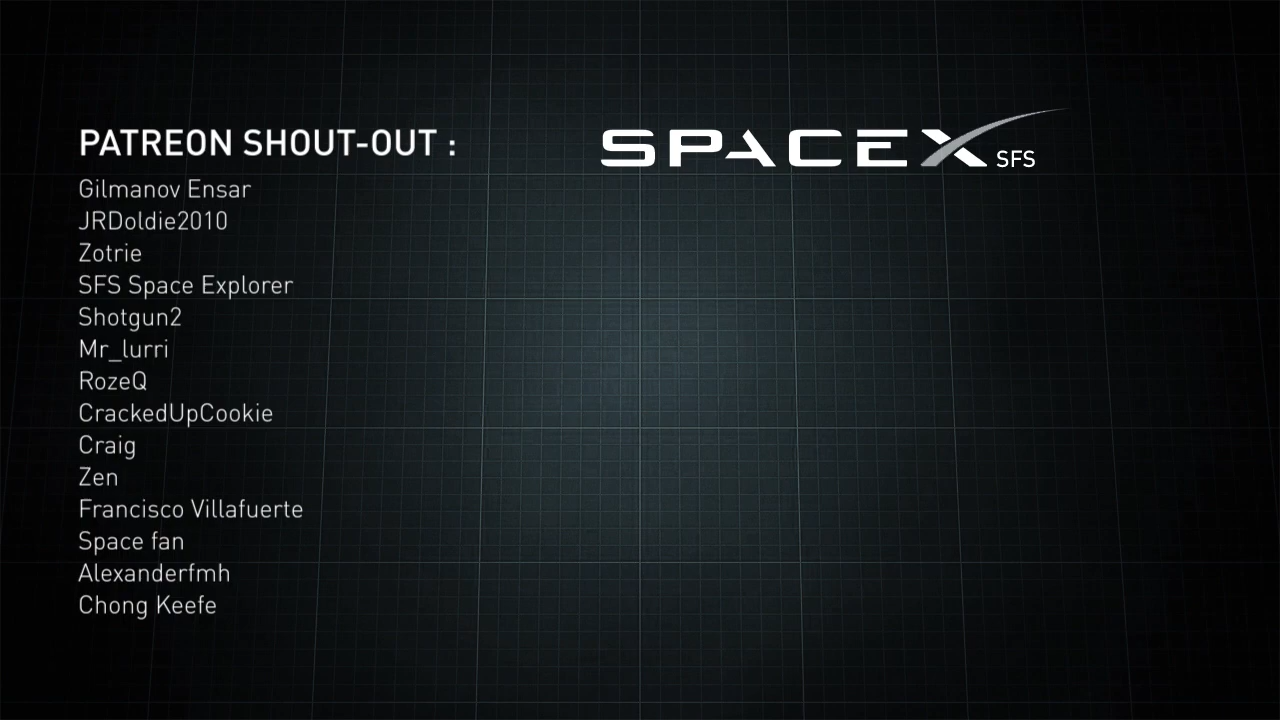 PATREON SHOUT-OUT :
Gilmanov Ensar
JRDoldie2010
Zotrie
SFS Space Explorer
Shotgun2
Mr_lurri
RozeQ
CrackedUpCookie
Craig
Zen
Francisco Villafuerte
Space fan
Alexanderfmh
Chong Keefe
SPACEX SFS